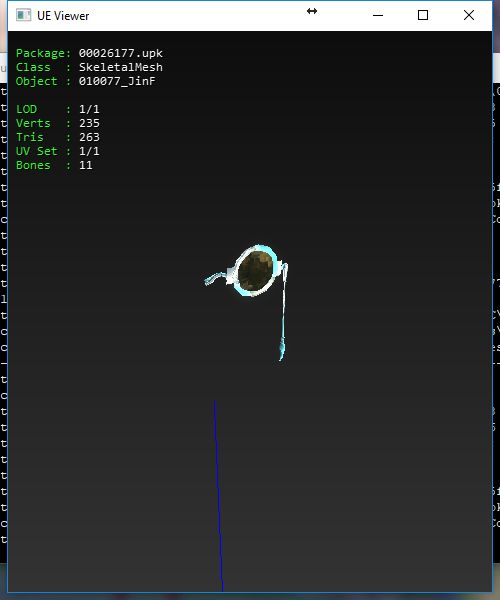 UE Viewer
Package: 00026177.upk
Class  : SkeletalMesh
Object : 010077_JinF
LOD    : 1/1
Verts  : 235
Tris   : 263
UV Set : 1/1
Bones  : 11